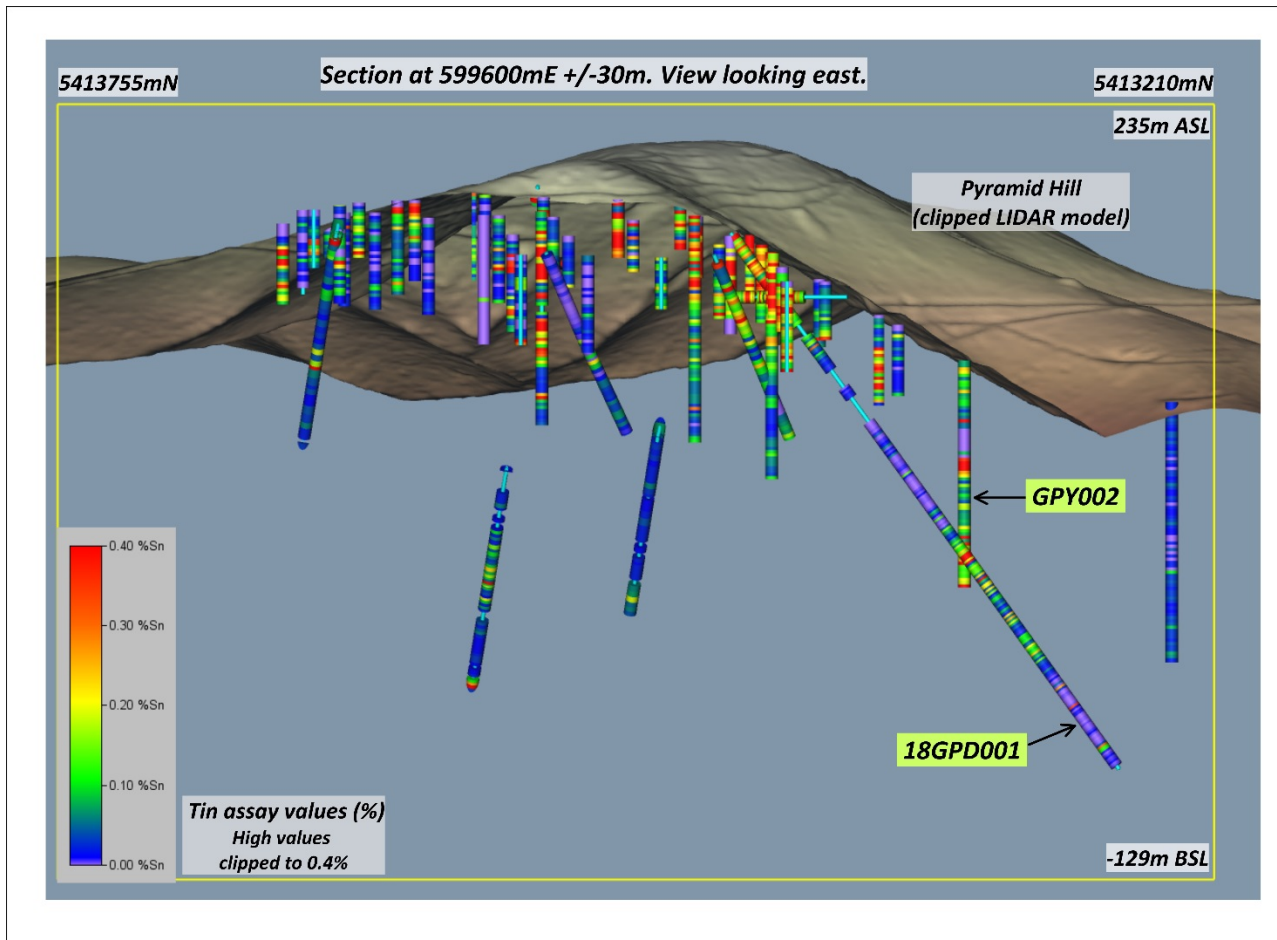 Section at 599600mE +/-30m. View looking east.
5413755mN
5413210mN
235m ASL
Pyramid Hill
(clipped LIDAR model)
GPY002
18GPD001
0.40 %Sn
0.30 %Sn
0.20 %Sn
0.10 %Sn
0.00 %Sn
Tin assay values (%)
High values
clipped to 0.4%
-129m BSL